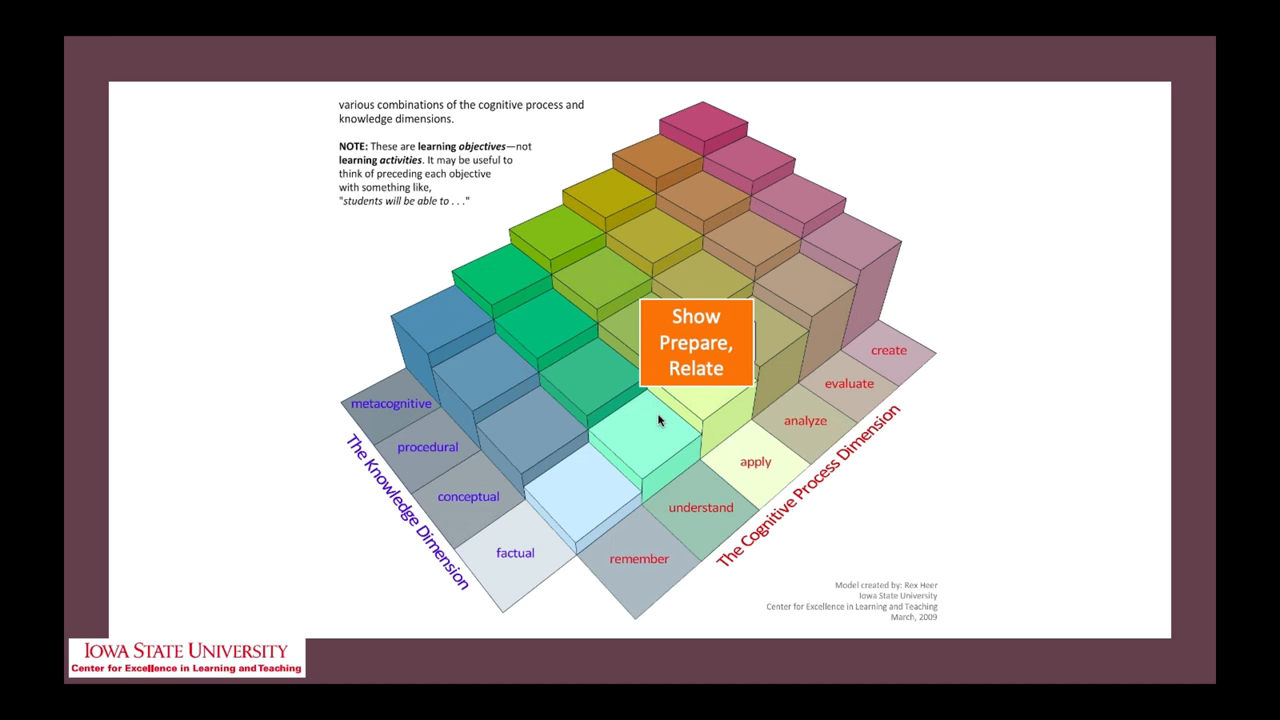 various combinations of the cognitive process and
knowledge dimensions.
NOTE: These are learning objectives—not
learning activities. It may be useful to
think of preceding each objective
with something like,
"students will be able to . . ."
Show
Prepare,
Relate
create
evaluate
analyze
apply
understand
remember
metacognitive
procedural
conceptual
factual
The Knowledge Dimension
The Cognitive Process Dimension
Model created by: Rex Heer
Iowa State University
Center for Excellence in Learning and Teaching
March, 2009
IOWA STATE UNIVERSITY
Center for Excellence in Learning and Teaching